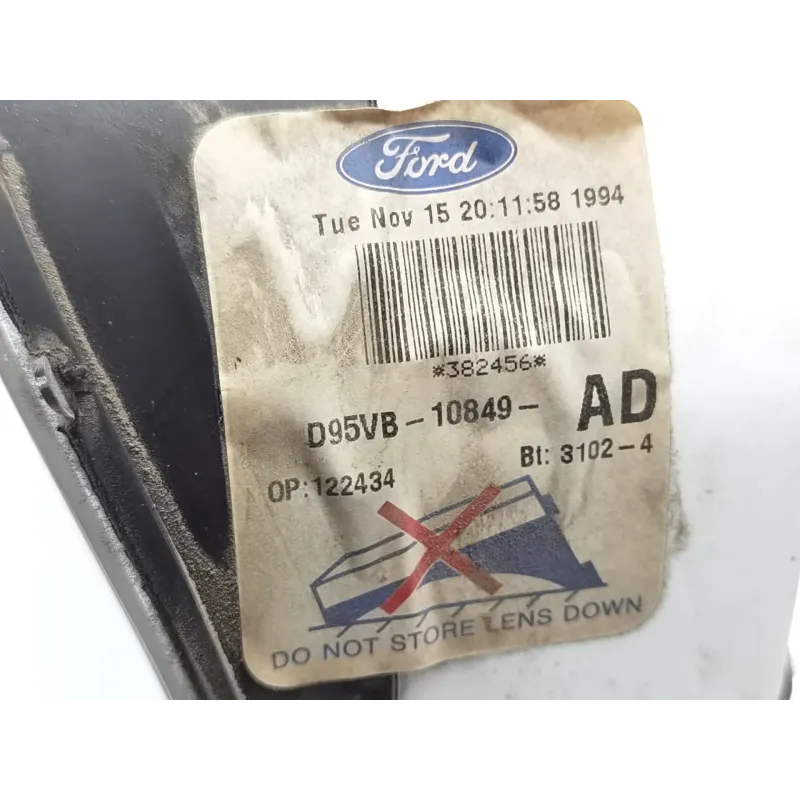 Ford
Tue Nov 15 20:11:58 1994
*382456*
D95VB-10849- AD
OP:122434 Bt: 3102-4
DO NOT STORE LENS DOWN